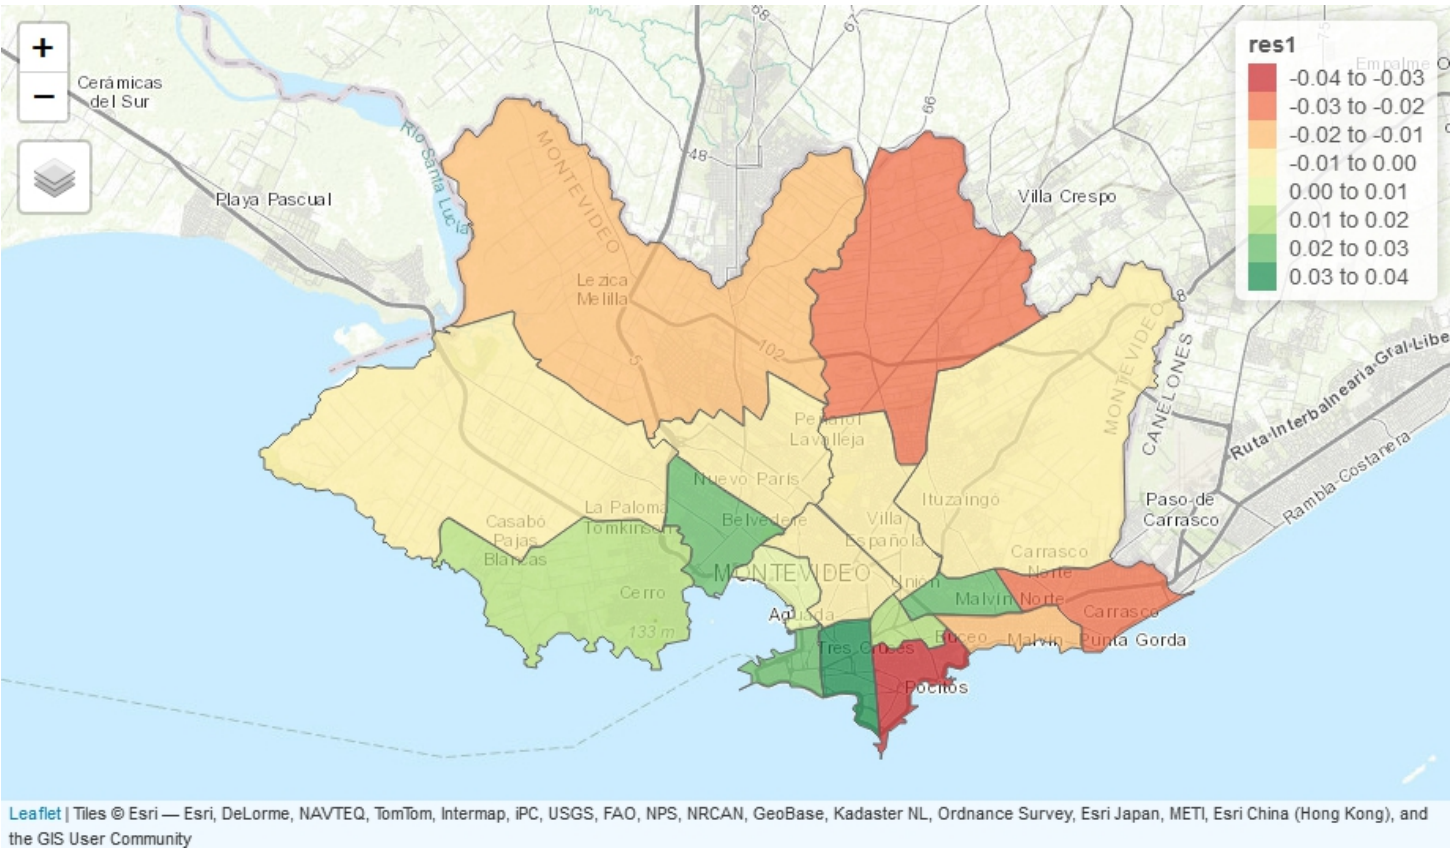 +
−
Cerámicas
del Sur
Playa Pascual
Río Santa Lucía
MONTEVIDEO
68
67
66
48
Villa Crespo
res1
-0.04 to -0.03
-0.03 to -0.02
-0.02 to -0.01
-0.01 to 0.00
0.00 to 0.01
0.01 to 0.02
0.02 to 0.03
0.03 to 0.04
Lezica
Melilla
5
102
8
MONTEVIDEO
CANELONES
Ruta Interbalnearia Gral Libe
Rambla Costanera
Peñarol
Lavalleja
Nuevo París
Ituzaingó
Paso de
Carrasco
La Paloma
Tomkinson
Casabó
Pajas
Blancas
Belvedere
Villa
Española
Carrasco
Norte
MONTEVIDEO
Unión
Cerro
Malvín Norte
Aguada
Carrasco
133 m
Tres Cruces
Buceo
Malvín
Punta Gorda
Pocitos
Leaflet | Tiles © Esri — Esri, DeLorme, NAVTEQ, TomTom, Intermap, iPC, USGS, FAO, NPS, NRCAN, GeoBase, Kadaster NL, Ordnance Survey, Esri Japan, METI, Esri China (Hong Kong), and
the GIS User Community